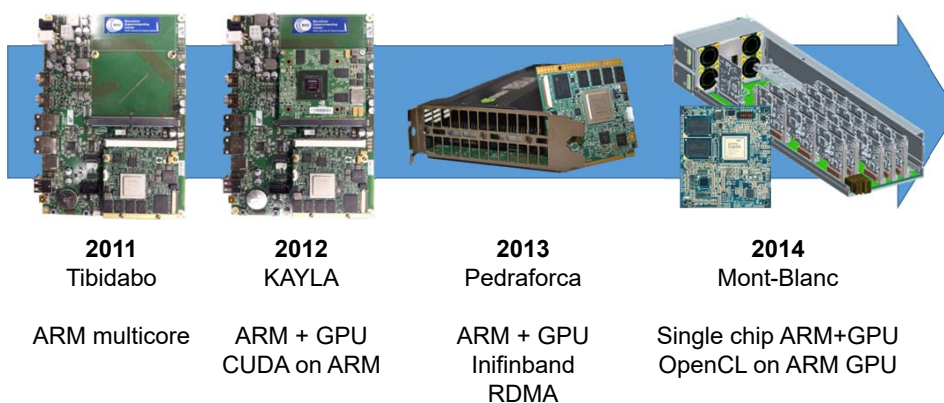 2011
Tibidabo
ARM multicore
2012
KAYLA
ARM + GPU
CUDA on ARM
2013
Pedraforca
ARM + GPU
Inifinband
RDMA
2014
Mont-Blanc
Single chip ARM+GPU
OpenCL on ARM GPU